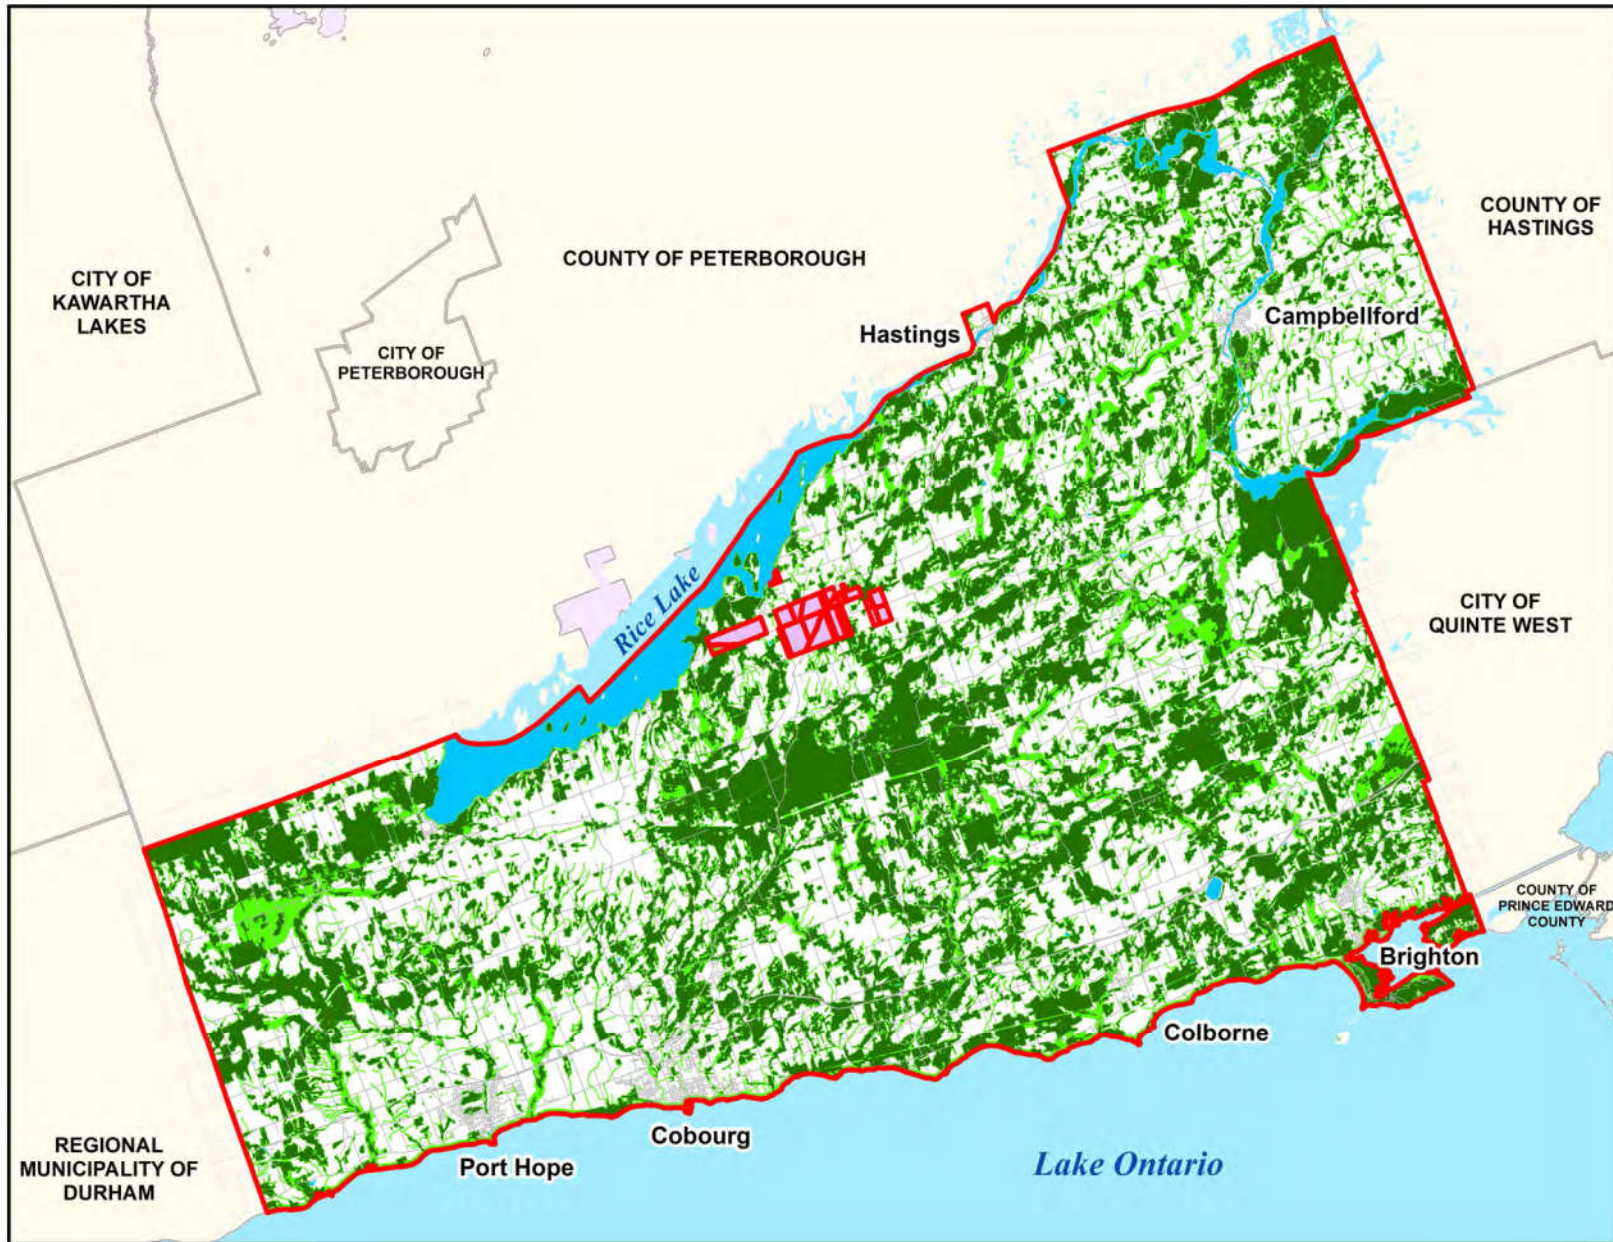 COUNTY OF
HASTINGS
COUNTY OF PETERBOROUGH
CITY OF
KAWARTHA
LAKES
Campbellford
Hastings
CITY OF
PETERBOROUGH
Rice Lake
CITY OF
QUINTE WEST
COUNTY OF
PRINCE EDWARD
COUNTY
Brighton
Colborne
Cobourg
Port Hope
REGIONAL
MUNICIPALITY OF
DURHAM
Lake Ontario